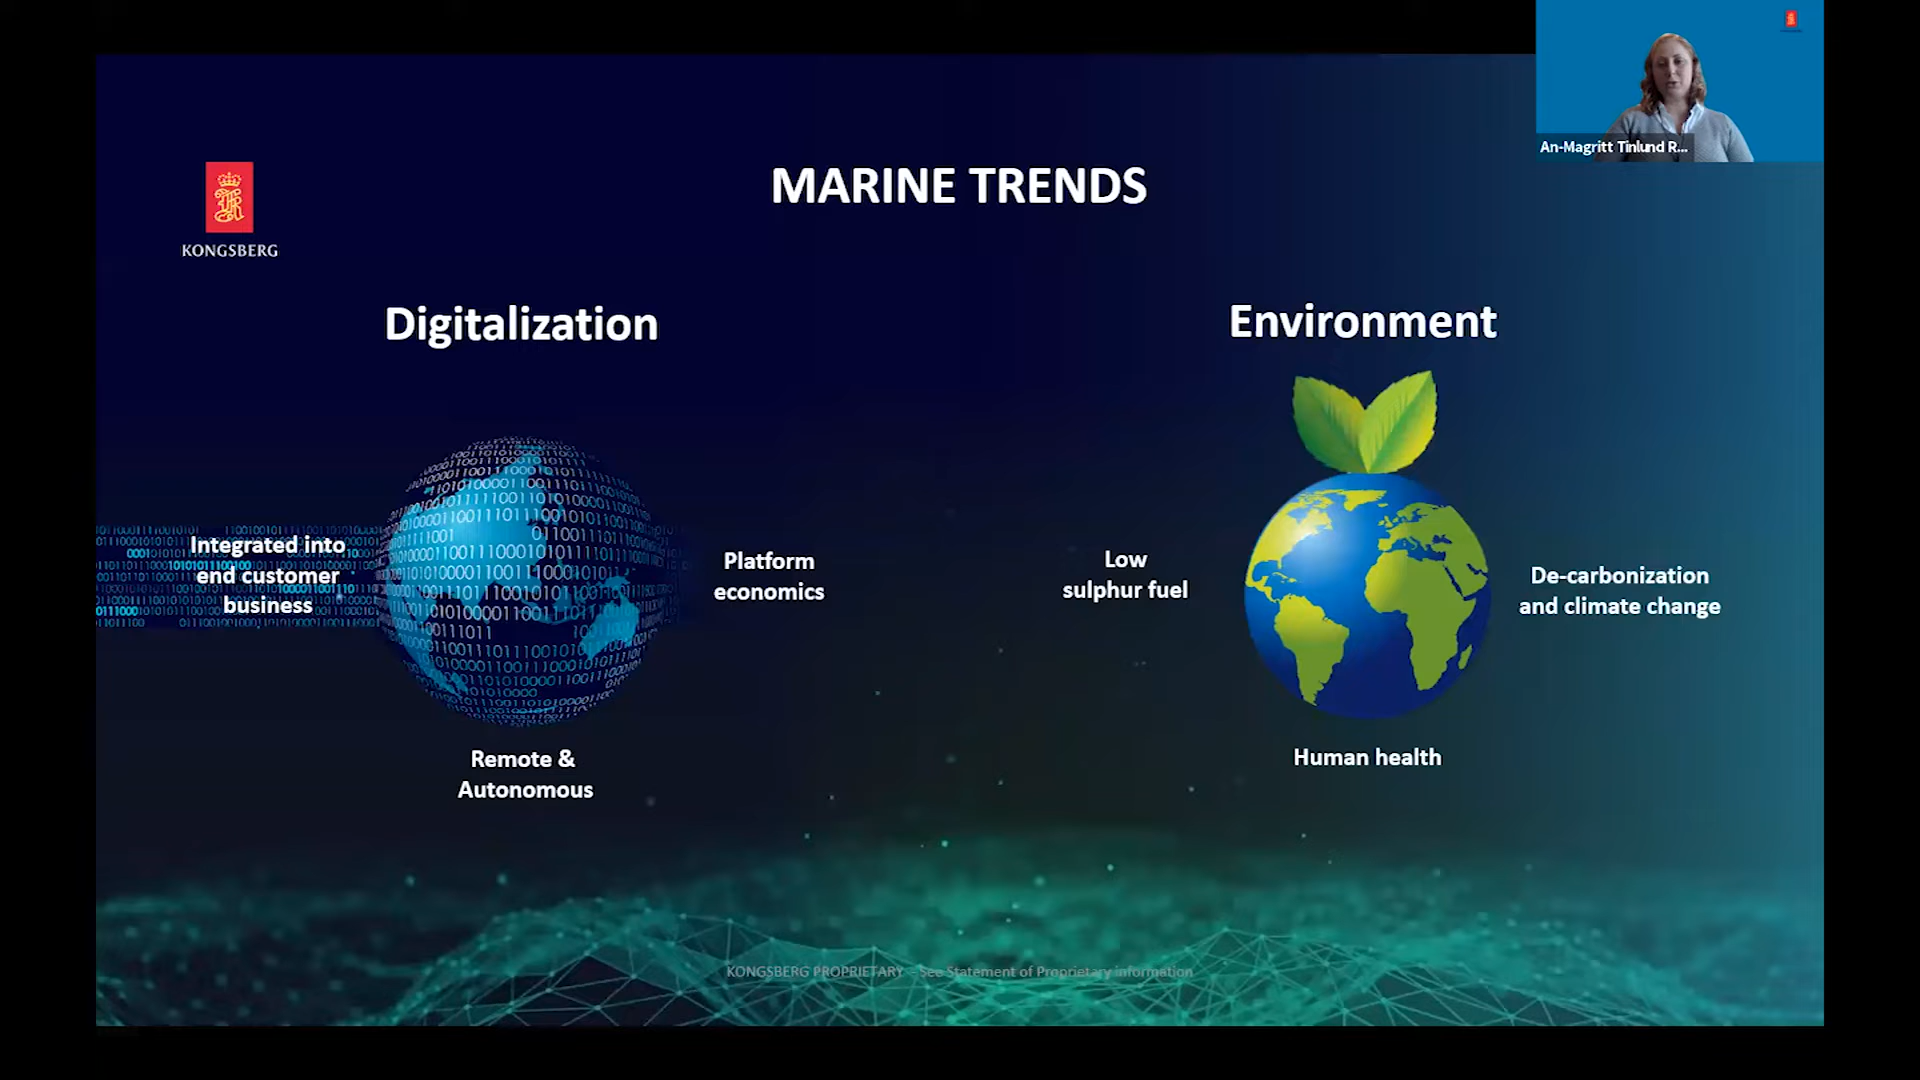 An-Magritt Tinlund R...
MARINE TRENDS
KONGSBERG
Digitalization
Integrated into
end customer
business
Platform
economics
Remote &
Autonomous
Environment
Low
sulphur fuel
De-carbonization
and climate change
Human health
KONGSBERG PROPRIETARY - See Statement of Proprietary information